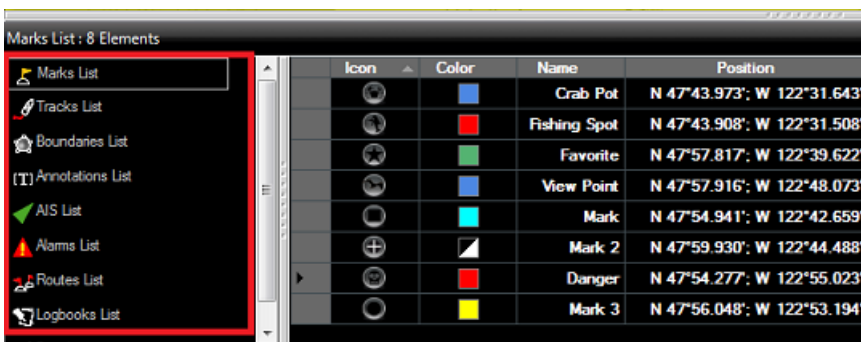 Marks List : 8 Elements
Marks List
Tracks List
Boundaries List
[T] Annotations List
AIS List
Alarms List
Routes List
Logbooks List
Icon Color Name Position
Crab Pot N 47°43.973'; W 122°31.643'
Fishing Spot N 47°43.908'; W 122°31.508'
Favorite N 47°57.817'; W 122°39.622'
View Point N 47°57.916'; W 122°48.073'
Mark N 47°54.941'; W 122°42.659'
Mark 2 N 47°59.930'; W 122°44.488'
Danger N 47°54.277'; W 122°55.023'
Mark 3 N 47°56.048'; W 122°53.194'